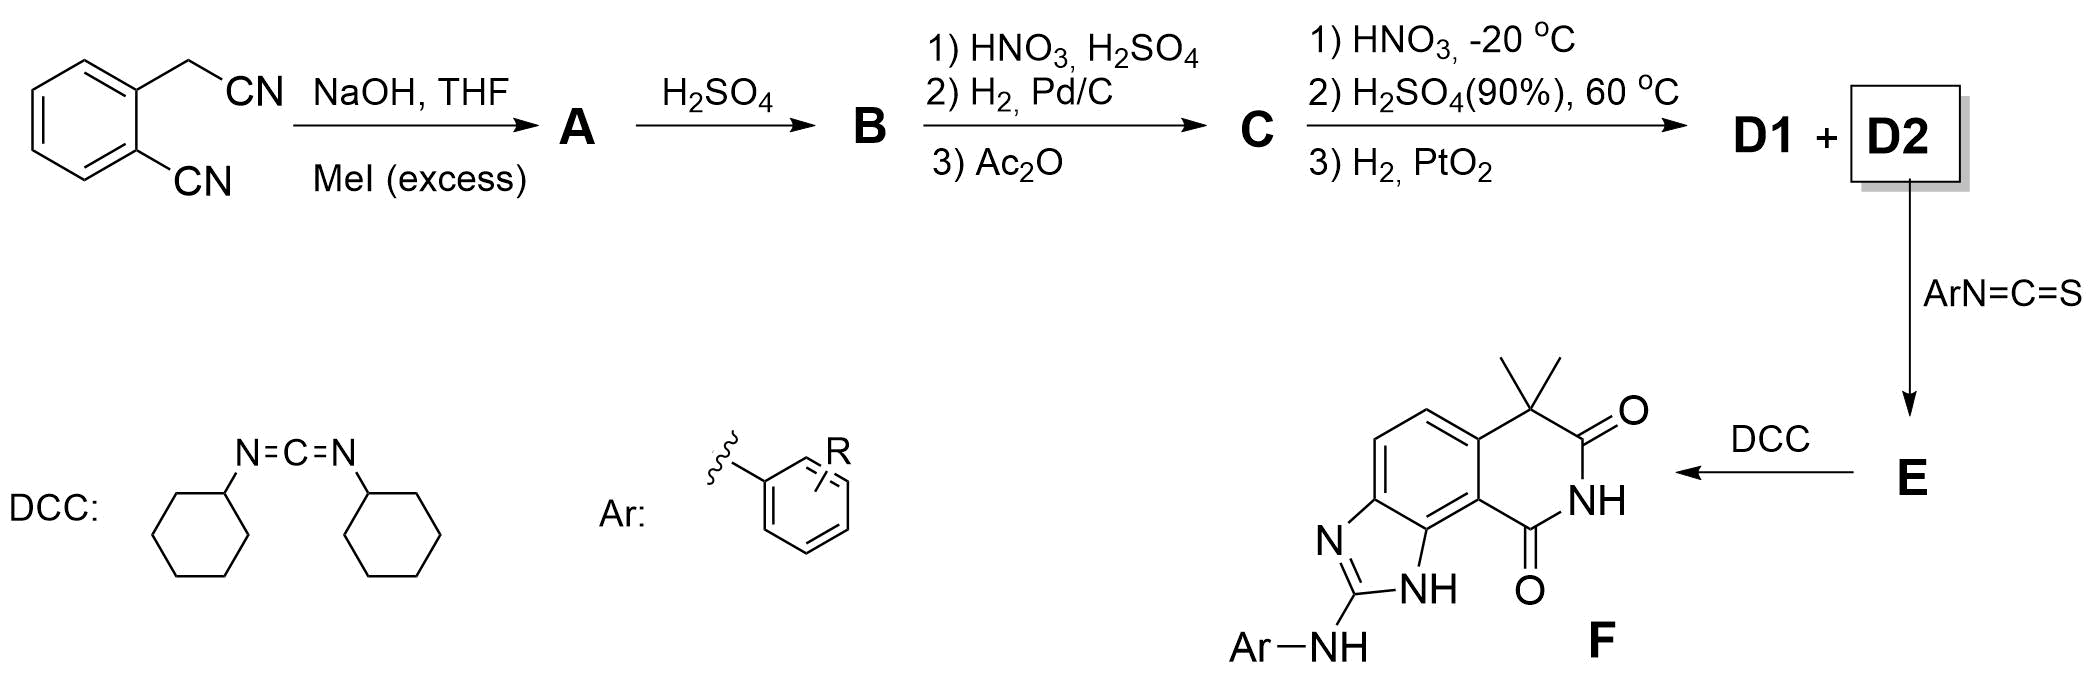 CN
CN
NaOH, THF
MeI (excess)
A
H₂SO₄
B
1) HNO₃, H₂SO₄
2) H₂, Pd/C
3) Ac₂O
C
1) HNO₃, -20 °C
2) H₂SO₄(90%), 60 °C
3) H₂, PtO₂
D1 + D2
ArN=C=S
E
DCC
DCC:
N=C=N
Ar:
R
O
NH
O
N
NH
Ar–NH
F